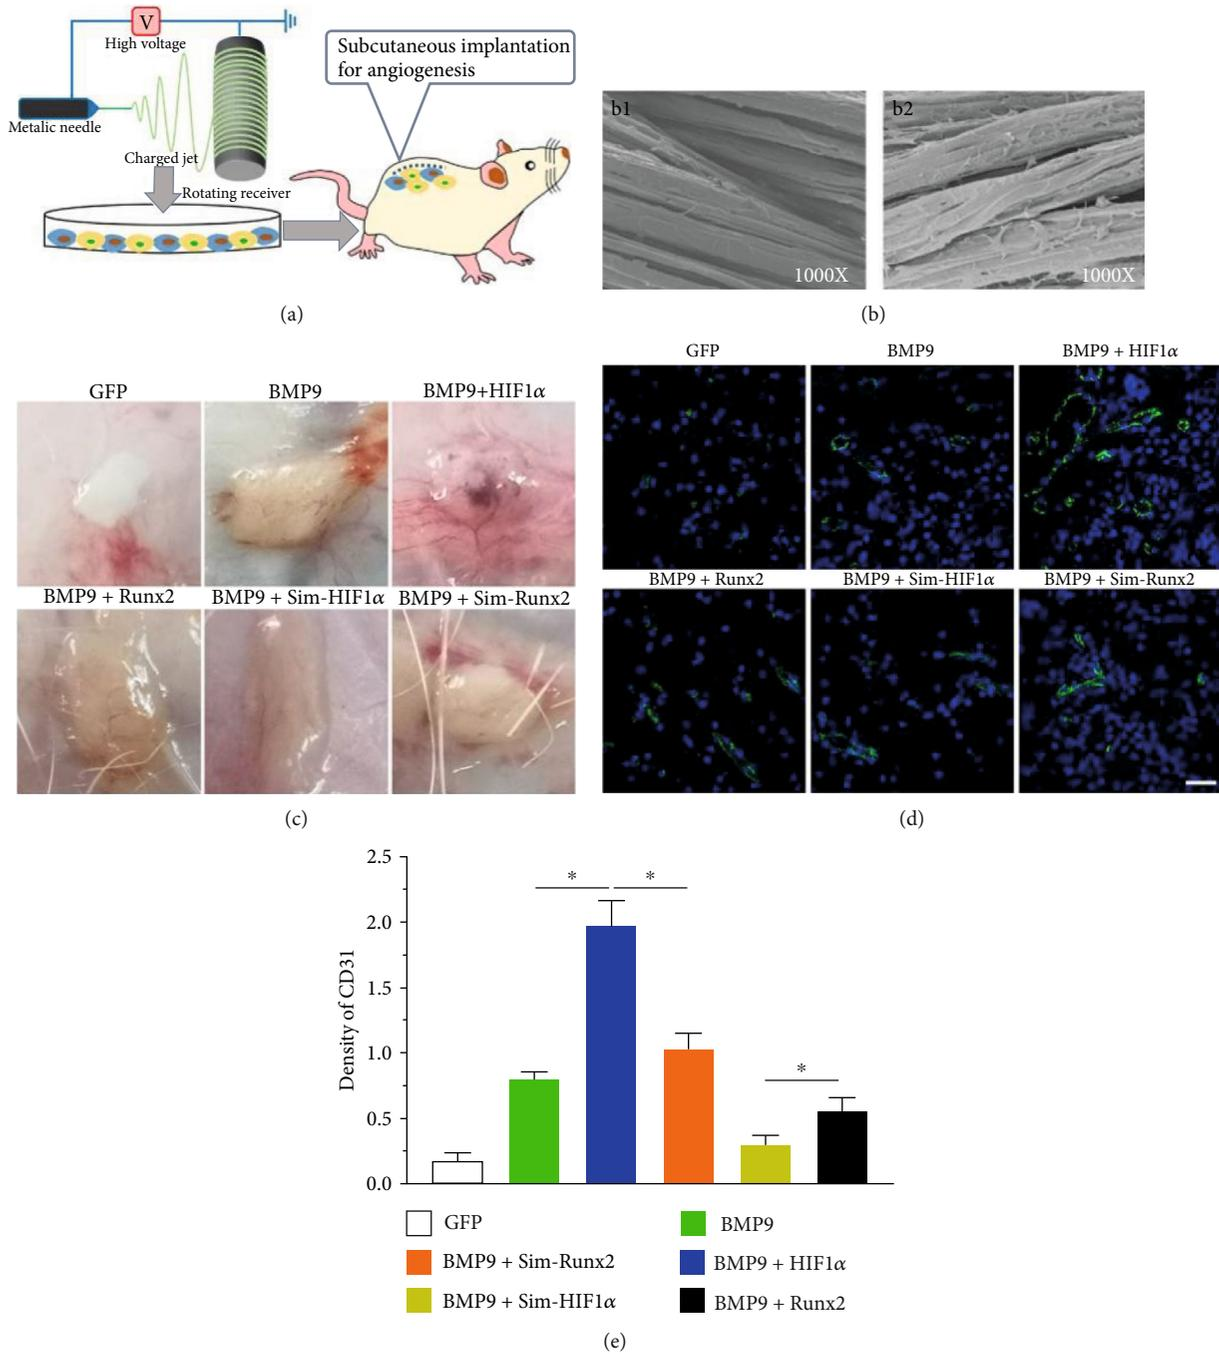 V
High voltage
Metalic needle
Charged jet
Rotating receiver
Subcutaneous implantation
for angiogenesis
(a)
b1
1000X
b2
1000X
(b)
GFP
BMP9
BMP9+HIF1α
BMP9 + Runx2
BMP9 + Sim-HIF1α
BMP9 + Sim-Runx2
(c)
GFP
BMP9
BMP9 + HIF1α
BMP9 + Runx2
BMP9 + Sim-HIF1α
BMP9 + Sim-Runx2
(d)
Density of CD31
2.5
2.0
1.5
1.0
0.5
0.0
*
*
*
GFP
BMP9
BMP9 + Sim-Runx2
BMP9 + HIF1α
BMP9 + Sim-HIF1α
BMP9 + Runx2
(e)